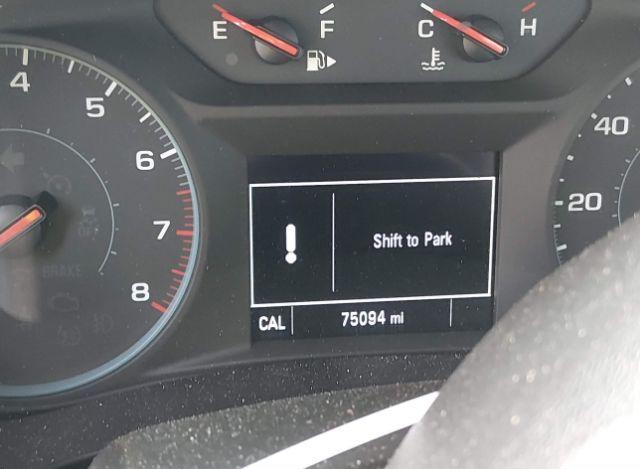 E F
C H
4
5
6
7
8
BRAKE
40
20
Shift to Park
CAL 75094 mi